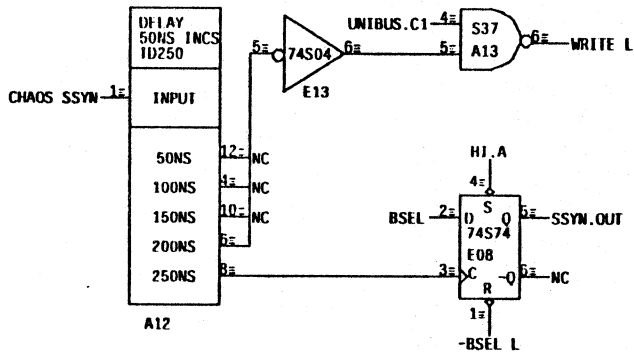 DELAY
50NS INCS
TD250
CHAOS SSYN 1
INPUT
50NS 12 NC
100NS 4 NC
150NS 10 NC
200NS 6
250NS 8
A12
5 74S04 6
E13
UNIBUS.C1 4 S37
5 A13 6 WRITE L
HI.A
4
S
BSEL 2 D Q 5 SSYN.OUT
74S74
E08
3 C -Q 6 NC
R
1
-BSEL L